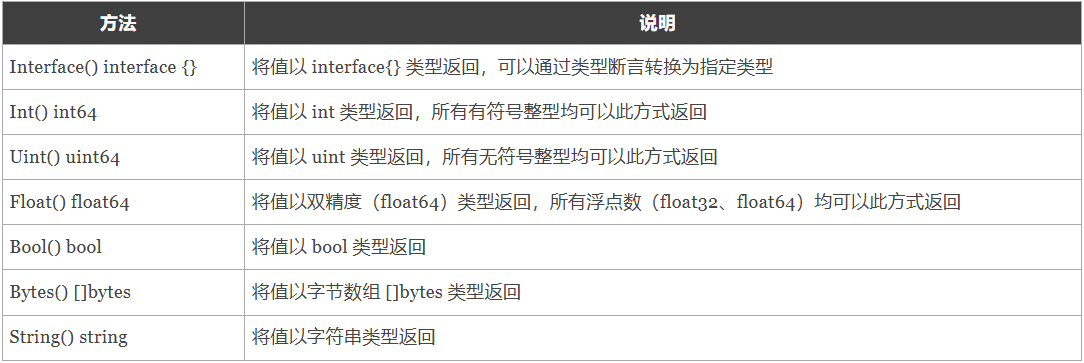 方法 说明
Interface() interface {} 将值以 interface{} 类型返回，可以通过类型断言转换为指定类型
Int() int64 将值以 int 类型返回，所有有符号整型均可以此方式返回
Uint() uint64 将值以 uint 类型返回，所有无符号整型均可以此方式返回
Float() float64 将值以双精度（float64）类型返回，所有浮点数（float32、float64）均可以此方式返回
Bool() bool 将值以 bool 类型返回
Bytes() []bytes 将值以字节数组 []bytes 类型返回
String() string 将值以字符串类型返回